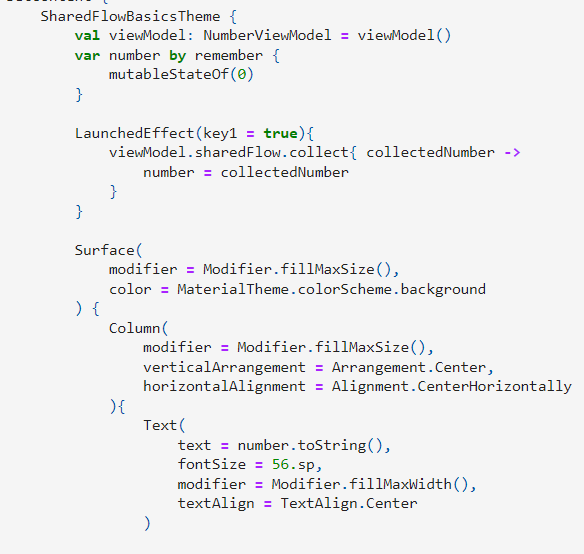 SharedFlowBasicsTheme {
val viewModel: NumberViewModel = viewModel()
var number by remember {
mutableStateOf(0)
}
LaunchedEffect(key1 = true){
viewModel.sharedFlow.collect{ collectedNumber ->
number = collectedNumber
}
}
Surface(
modifier = Modifier.fillMaxSize(),
color = MaterialTheme.colorScheme.background
) {
Column(
modifier = Modifier.fillMaxSize(),
verticalArrangement = Arrangement.Center,
horizontalAlignment = Alignment.CenterHorizontally
){
Text(
text = number.toString(),
fontSize = 56.sp,
modifier = Modifier.fillMaxWidth(),
textAlign = TextAlign.Center
)